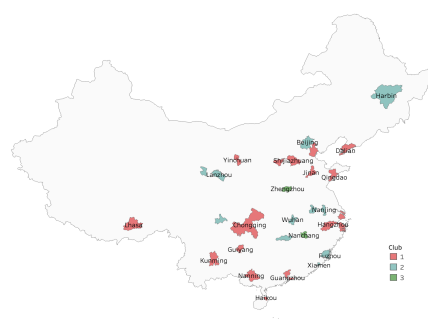 Harbin
Beijing
Dalian
Yinchuan
Shijiazhuang
Lanzhou
Jinan
Qingdao
Zhengzhou
Nanjing
Lhasa
Chongqing
Wuhan
Hangzhou
Nanchang
Guiyang
Kunming
Fuzhou
Xiamen
Nanning
Guangzhou
Haikou
Club
1
2
3